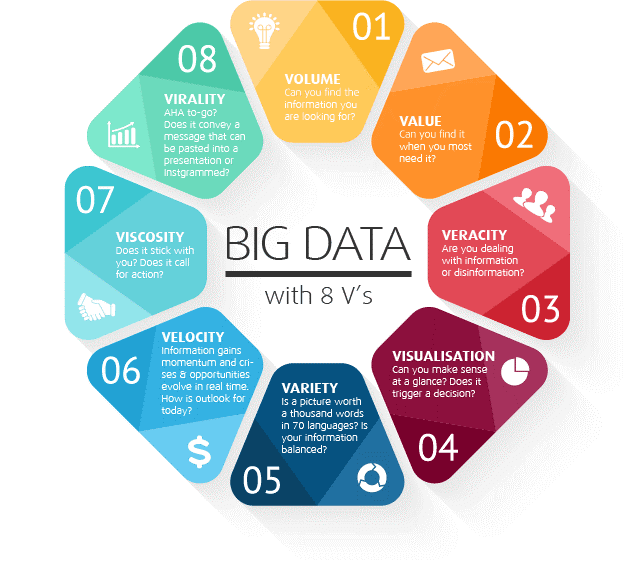 BIG DATA
with 8 V's
01
VOLUME
Can you find the
information you
are looking for?
02
VALUE
Can you find it
when you most
need it?
03
VERACITY
Are you dealing
with information
or disinformation?
04
VISUALISATION
Can you make sense
at a glance? Does it
trigger a decision?
05
VARIETY
Is a picture worth
a thousand words
in 70 languages? Is
your information
balanced?
06
VELOCITY
Information gains
momentum and cri-
ses & opportunities
evolve in real time.
How is outlook for
today?
07
VISCOSITY
Does it stick with
you? Does it call
for action?
08
VIRALITY
AHA to-go?
Does it convey a
message that can
be pasted into a
presentation or
instgrammed?
$